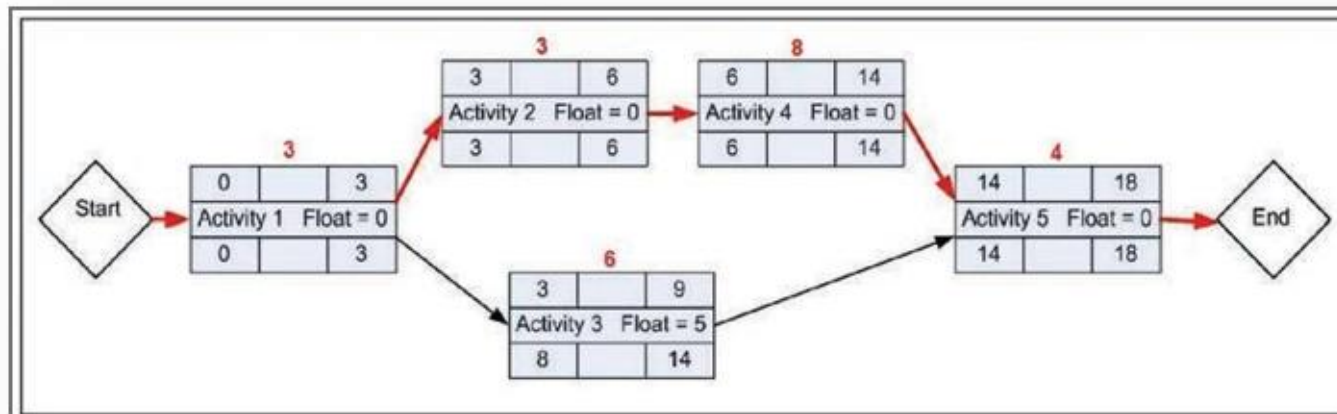 3
3 6
Activity 2 Float = 0
3 6
8
6 14
Activity 4 Float = 0
6 14
Start
3
0 3
Activity 1 Float = 0
0 3
4
14 18
Activity 5 Float = 0
14 18
End
6
3 9
Activity 3 Float = 5
8 14